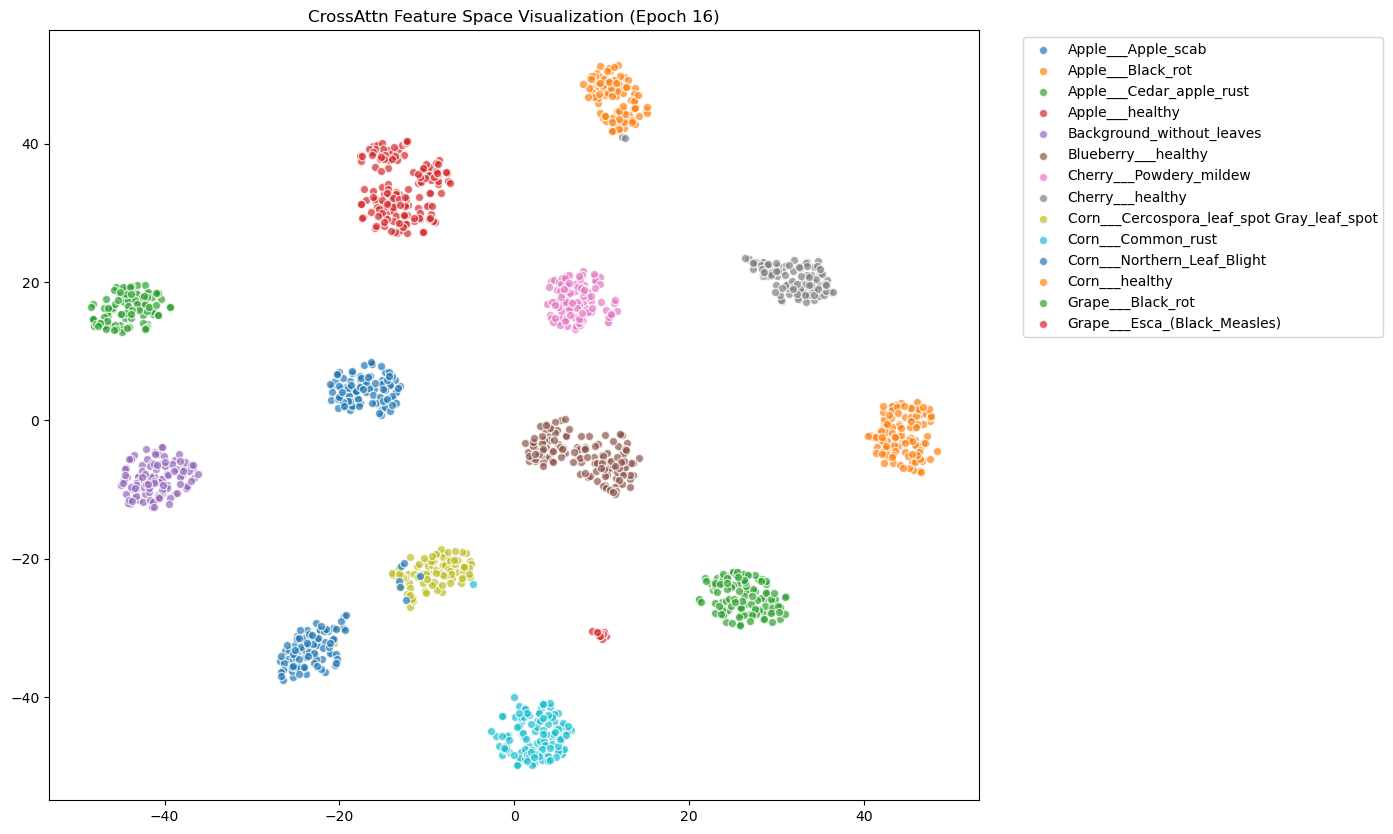 CrossAttn Feature Space Visualization (Epoch 16)
Apple___Apple_scab
Apple___Black_rot
Apple___Cedar_apple_rust
Apple___healthy
Background_without_leaves
Blueberry___healthy
Cherry___Powdery_mildew
Cherry___healthy
Corn___Cercospora_leaf_spot Gray_leaf_spot
Corn___Common_rust
Corn___Northern_Leaf_Blight
Corn___healthy
Grape___Black_rot
Grape___Esca_(Black_Measles)
40
20
0
−20
−40
−40 −20 0 20 40